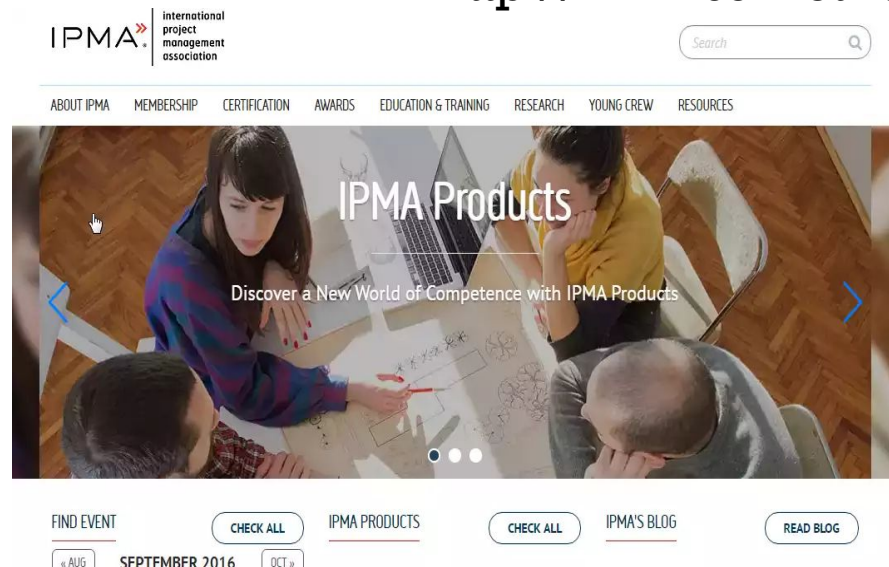 IPMA
international
project
management
association
Search
ABOUT IPMA MEMBERSHIP CERTIFICATION AWARDS EDUCATION & TRAINING RESEARCH YOUNG CREW RESOURCES
IPMA Products
Discover a New World of Competence with IPMA Products
FIND EVENT CHECK ALL IPMA PRODUCTS CHECK ALL IPMA'S BLOG READ BLOG
« AUG SEPTEMBER 2016 OCT »